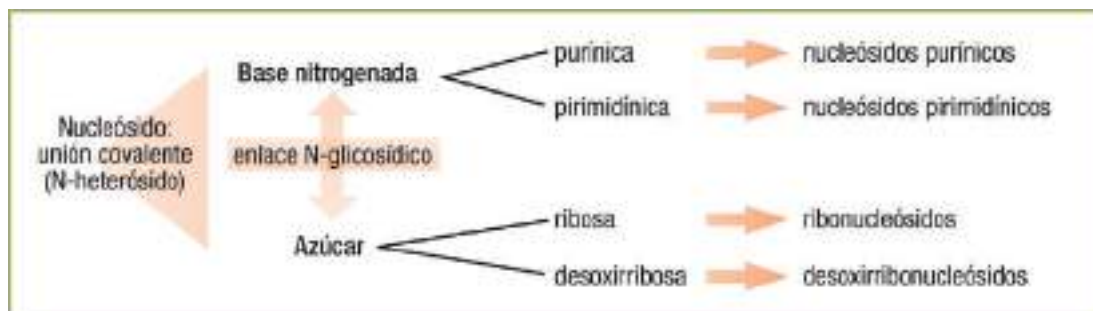 Nucleósido:
unión covalente
(N-heterósido)
Base nitrogenada
enlace N-glicosídico
Azúcar
purínica
nucleósidos purínicos
pirimidínica
nucleósidos pirimidínicos
ribosa
ribonucleósidos
desoxirribosa
desoxirribonucleósidos